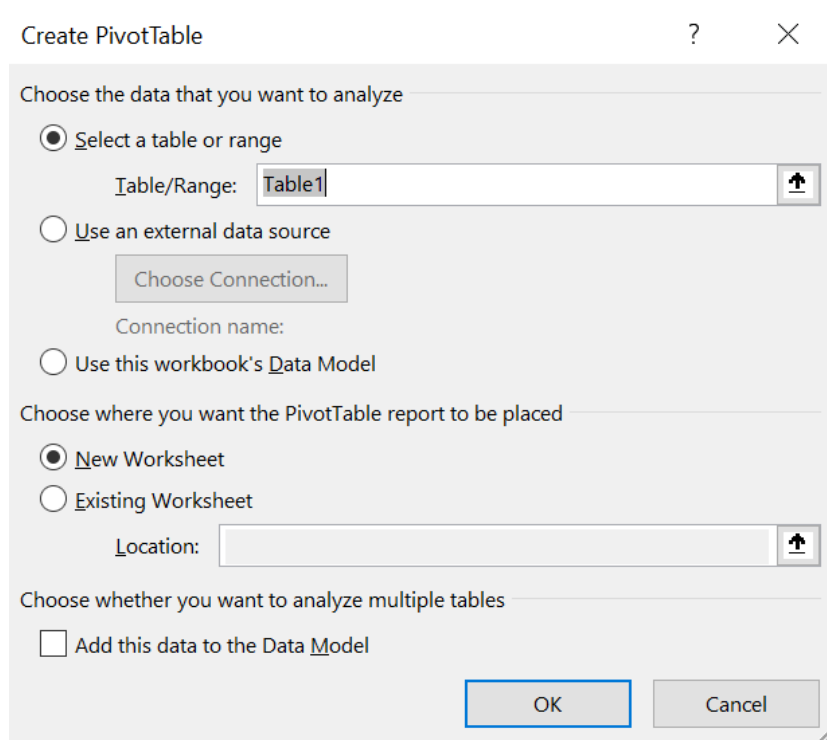 Create PivotTable ?
Choose the data that you want to analyze
Select a table or range
Table/Range: Table1
Use an external data source
Choose Connection...
Connection name:
Use this workbook's Data Model
Choose where you want the PivotTable report to be placed
New Worksheet
Existing Worksheet
Location:
Choose whether you want to analyze multiple tables
Add this data to the Data Model
OK Cancel